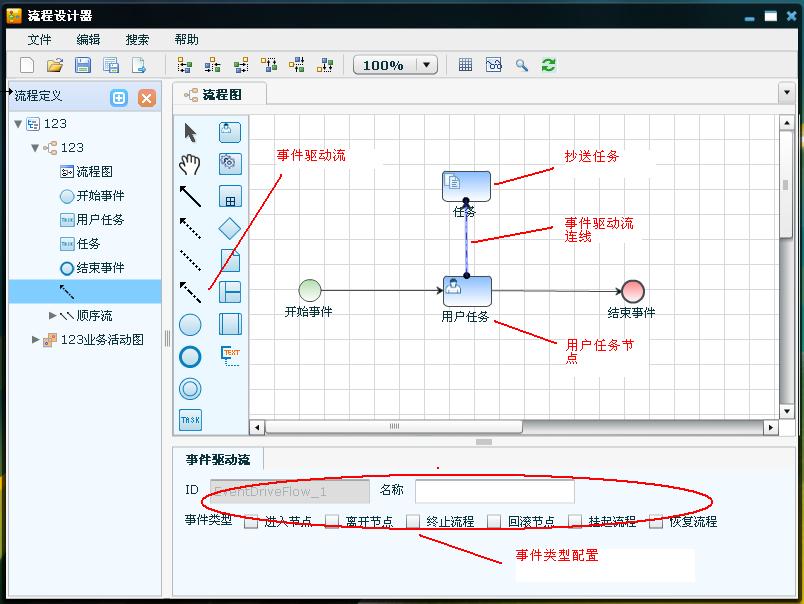 流程设计器
文件 编辑 搜索 帮助
100%
流程定义
流程图
123
123
流程图
开始事件
TASK 用户任务
TASK 任务
结束事件
顺序流
123业务活动图
TEXT
TASK
事件驱动流
抄送任务
任务
事件驱动流
连线
开始事件
用户任务
结束事件
用户任务节
点
事件驱动流
ID EventDriveFlow_1 名称
事件类型 进入节点 离开节点 终止流程 回滚节点 挂起流程 恢复流程
事件类型配置